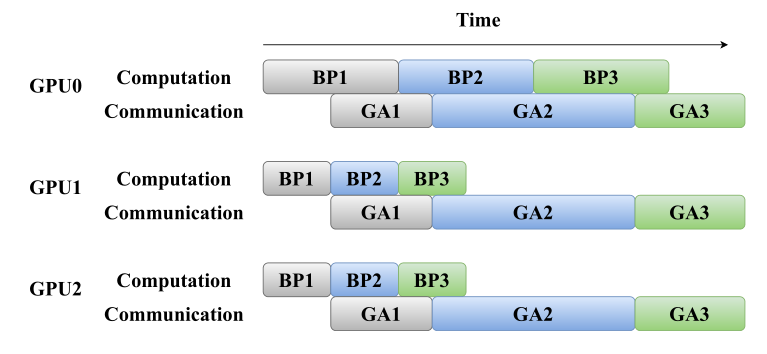 Time
GPU0 Computation BP1 BP2 BP3
Communication GA1 GA2 GA3
GPU1 Computation BP1 BP2 BP3
Communication GA1 GA2 GA3
GPU2 Computation BP1 BP2 BP3
Communication GA1 GA2 GA3